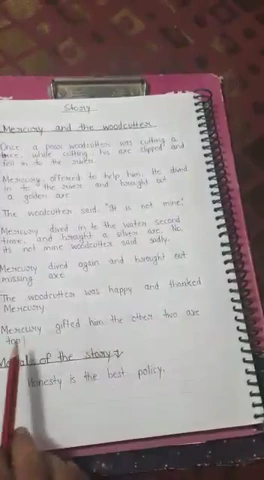 Story
Mercury and the woodcutter
Once a poor woodcutter was cutting a
tree, while cutting his axe slipped and
fell in to the river.
Mercury offered to help him. He dived
in to the river and brought out
a golden axe
The woodcutter said, "It is not mine".
Mercury dived in to the water second
time, and brought a silver axe. No,
its not mine woodcutter said sadly.
Mercury dived again and brought out
missing axe
The woodcutter was happy and thanked
Mercury.
Mercury gifted him the other two axe
too!
Moral of the story
Honesty is the best policy.